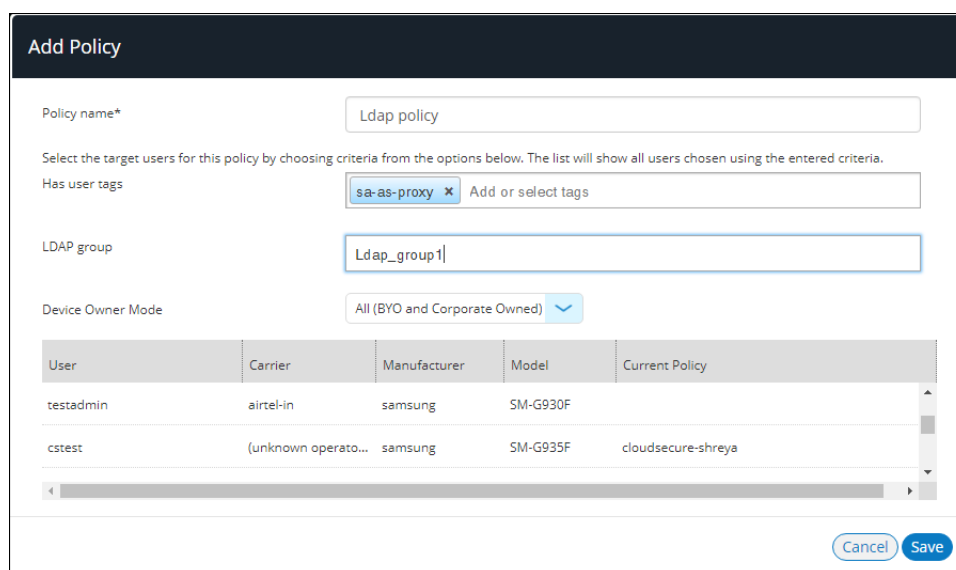 Add Policy
Policy name*
Ldap policy
Select the target users for this policy by choosing criteria from the options below. The list will show all users chosen using the entered criteria.
Has user tags
sa-as-proxy × Add or select tags
LDAP group
Ldap_group1
Device Owner Mode
All (BYO and Corporate Owned)
User Carrier Manufacturer Model Current Policy
testadmin airtel-in samsung SM-G930F
cstest (unknown operato... samsung SM-G935F cloudsecure-shreya
Cancel Save